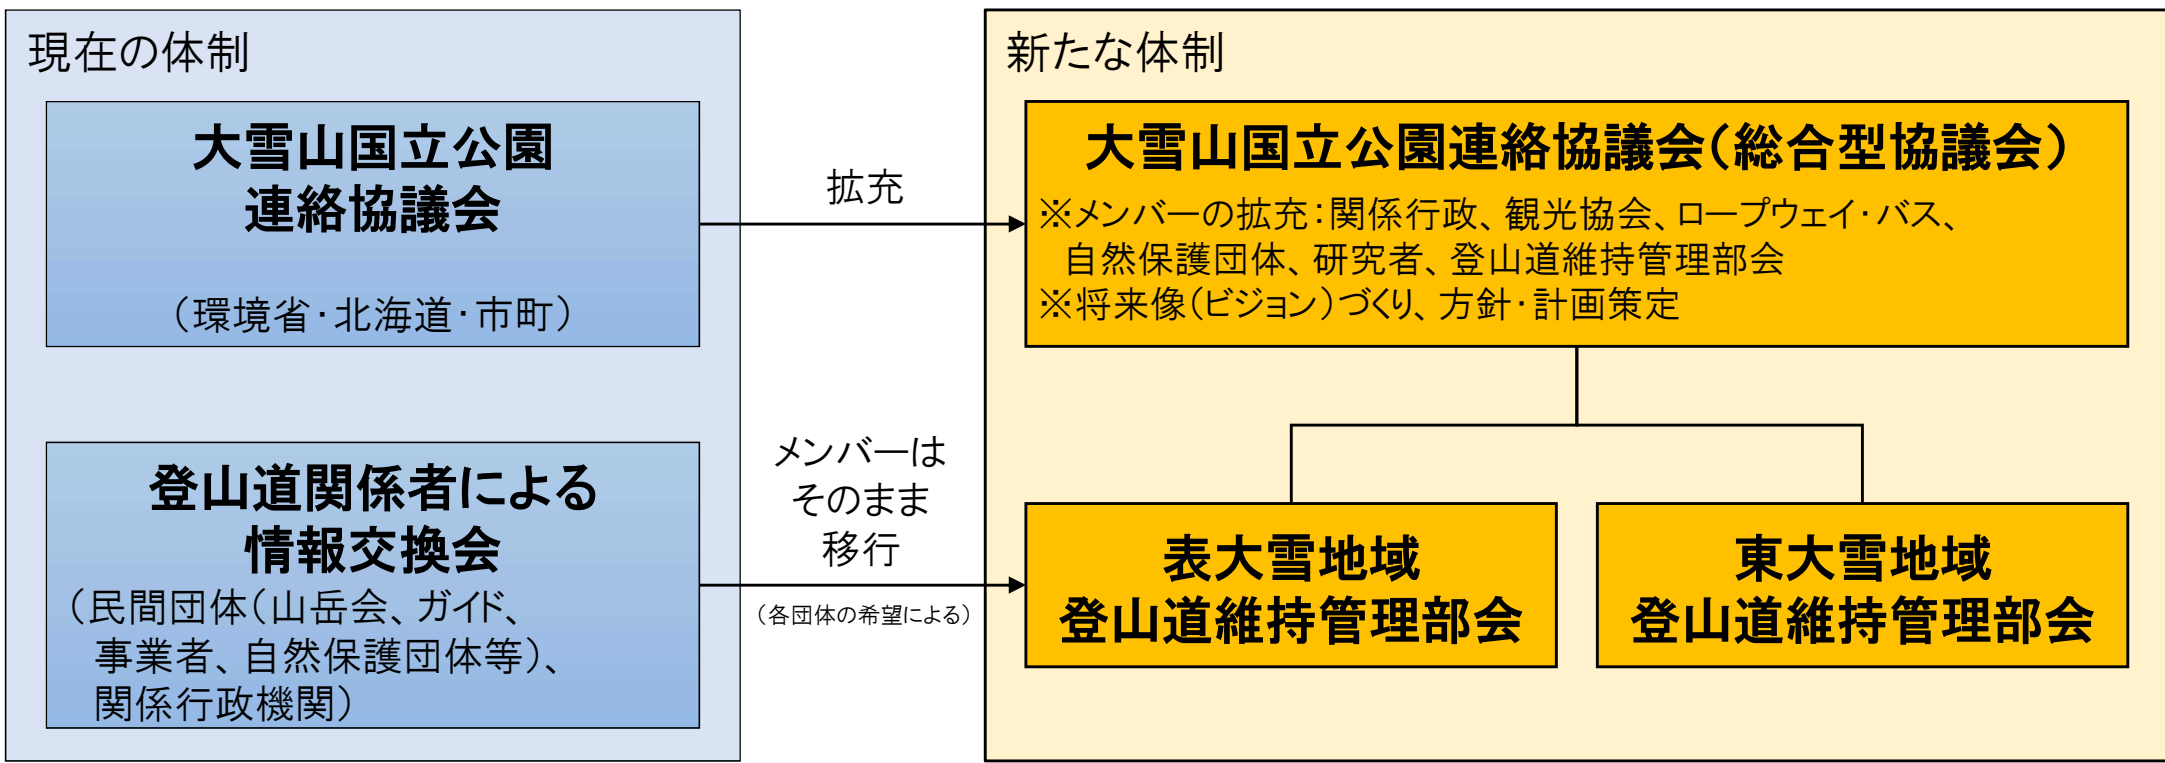 現在の体制
大雪山国立公園
連絡協議会
（環境省・北海道・市町）
登山道関係者による
情報交換会
（民間団体（山岳会、ガイド、
事業者、自然保護団体等）、
関係行政機関）
拡充
メンバーは
そのまま
移行
（各団体の希望による）
新たな体制
大雪山国立公園連絡協議会（総合型協議会）
※メンバーの拡充：関係行政、観光協会、ロープウェイ・バス、
自然保護団体、研究者、登山道維持管理部会
※将来像（ビジョン）づくり、方針・計画策定
表大雪地域
登山道維持管理部会
東大雪地域
登山道維持管理部会